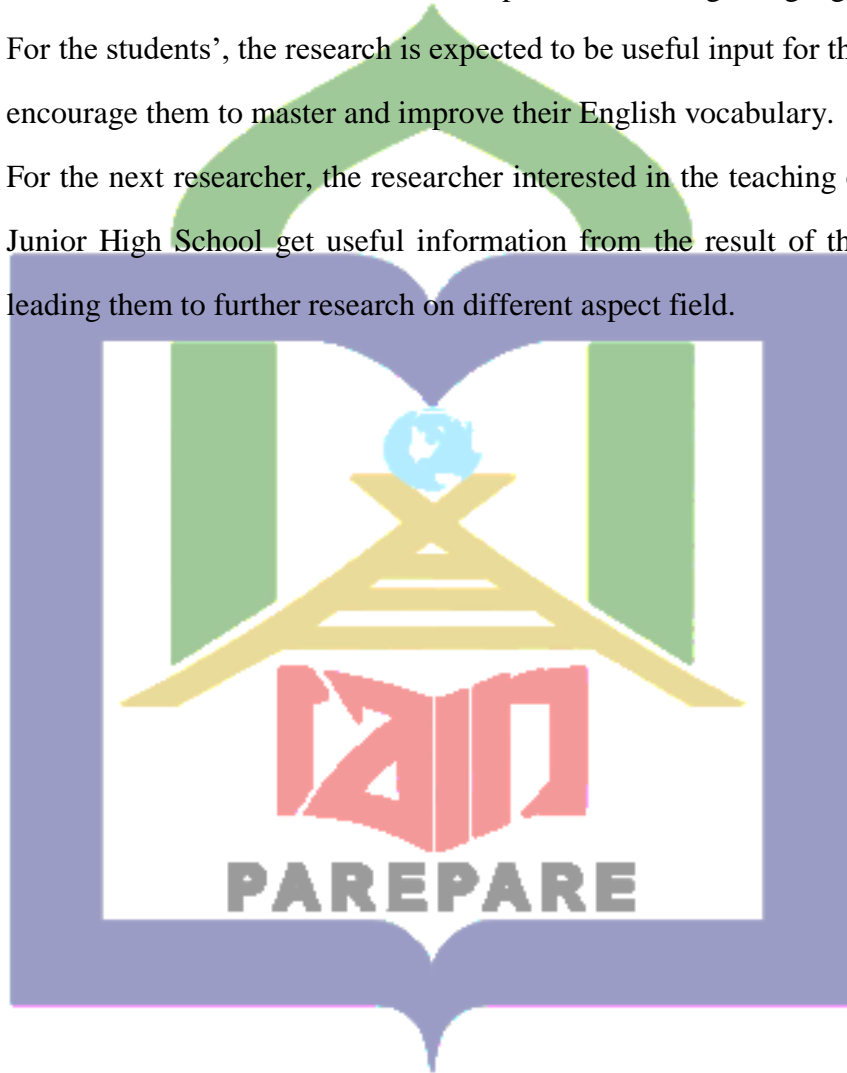 For the students’, the research is expected to be useful input for
encourage them to master and improve their English vocabulary.
For the next researcher, the researcher interested in the teaching
Junior High School get useful information from the result of
leading them to further research on different aspect field.
iain
PAREPARE